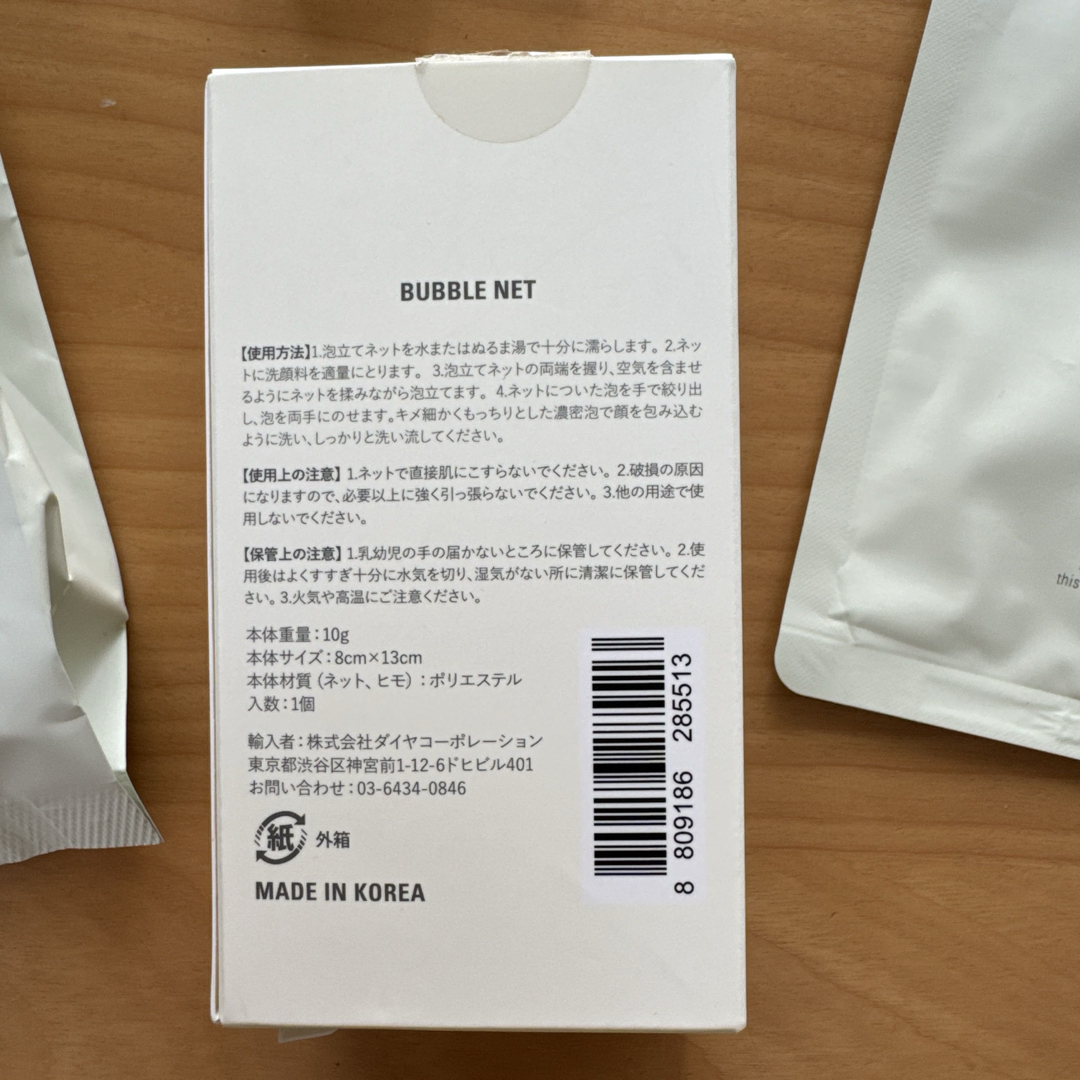 BUBBLE NET
【使用方法】1.泡立てネットを水またはぬるま湯で十分に濡らします。2.ネッ
トに洗顔料を適量にとります。 3.泡立てネットの両端を握り、空気を含ませ
るようにネットを揉みながら泡立てます。 4.ネットについた泡を手で絞り出
し、泡を両手にのせます。キメ細かくもっちりとした濃密泡で顔を包み込む
ように洗い、しっかりと洗い流してください。
【使用上の注意】 1.ネットで直接肌にこすらないでください。 2.破損の原因
になりますので、必要以上に強く引っ張らないでください。 3.他の用途で使
用しないでください。
【保管上の注意】 1.乳幼児の手の届かないところに保管してください。 2.使
用後はよくすすぎ十分に水気を切り、湿気がない所に清潔に保管してくだ
さい。 3.火気や高温にご注意ください。
本体重量：10g
本体サイズ：8cm×13cm
本体材質（ネット、ヒモ）：ポリエステル
入数：1個
輸入者：株式会社ダイヤコーポレーション
東京都渋谷区神宮前1-12-6ドヒビル401
お問い合わせ：03-6434-0846
紙 外箱
MADE IN KOREA
8 809186 285513
this